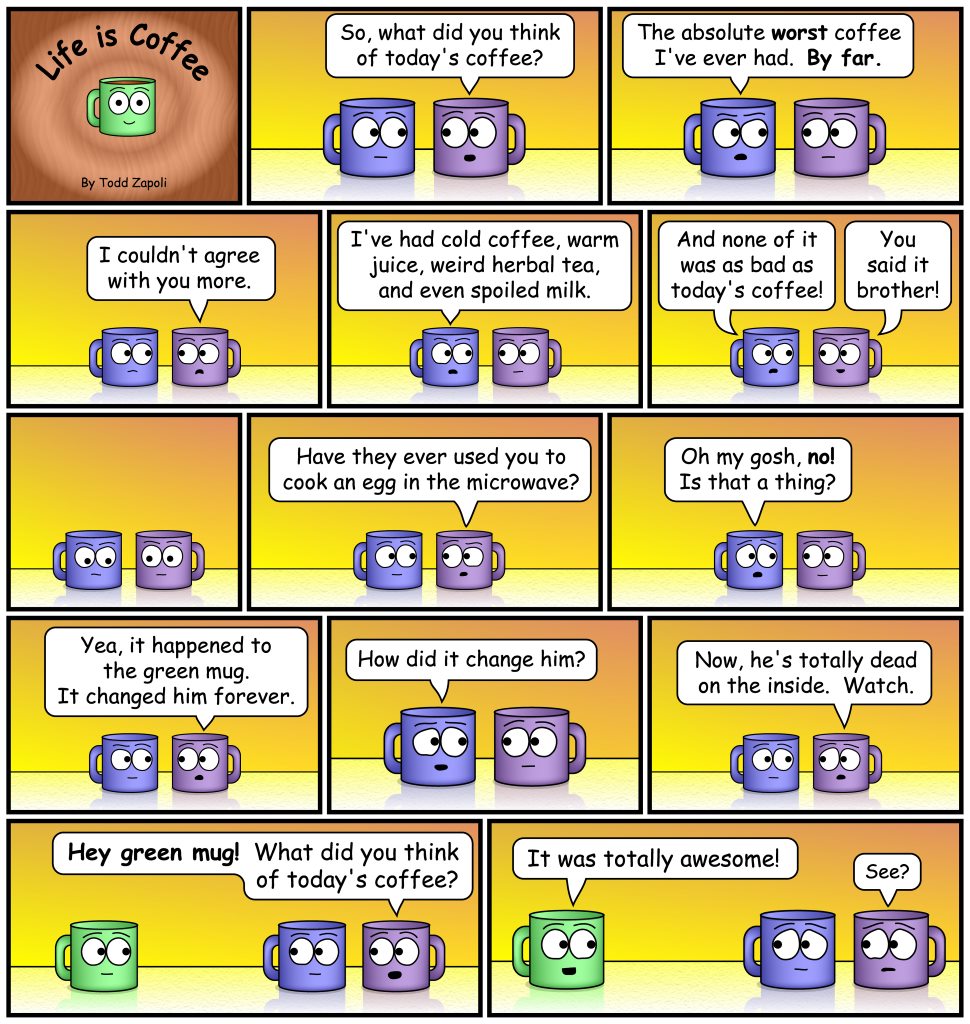 Life is Coffee
By Todd Zapoli
So, what did you think
of today's coffee?
The absolute worst coffee
I've ever had.  By far.
I couldn't agree
with you more.
I've had cold coffee, warm
juice, weird herbal tea,
and even spoiled milk.
And none of it
was as bad as
today's coffee!
You
said it
brother!
Have they ever used you to
cook an egg in the microwave?
Oh my gosh, no!
Is that a thing?
Yea, it happened to
the green mug.
It changed him forever.
How did it change him?
Now, he's totally dead
on the inside.  Watch.
Hey green mug!  What did you think
of today's coffee?
It was totally awesome!
See?